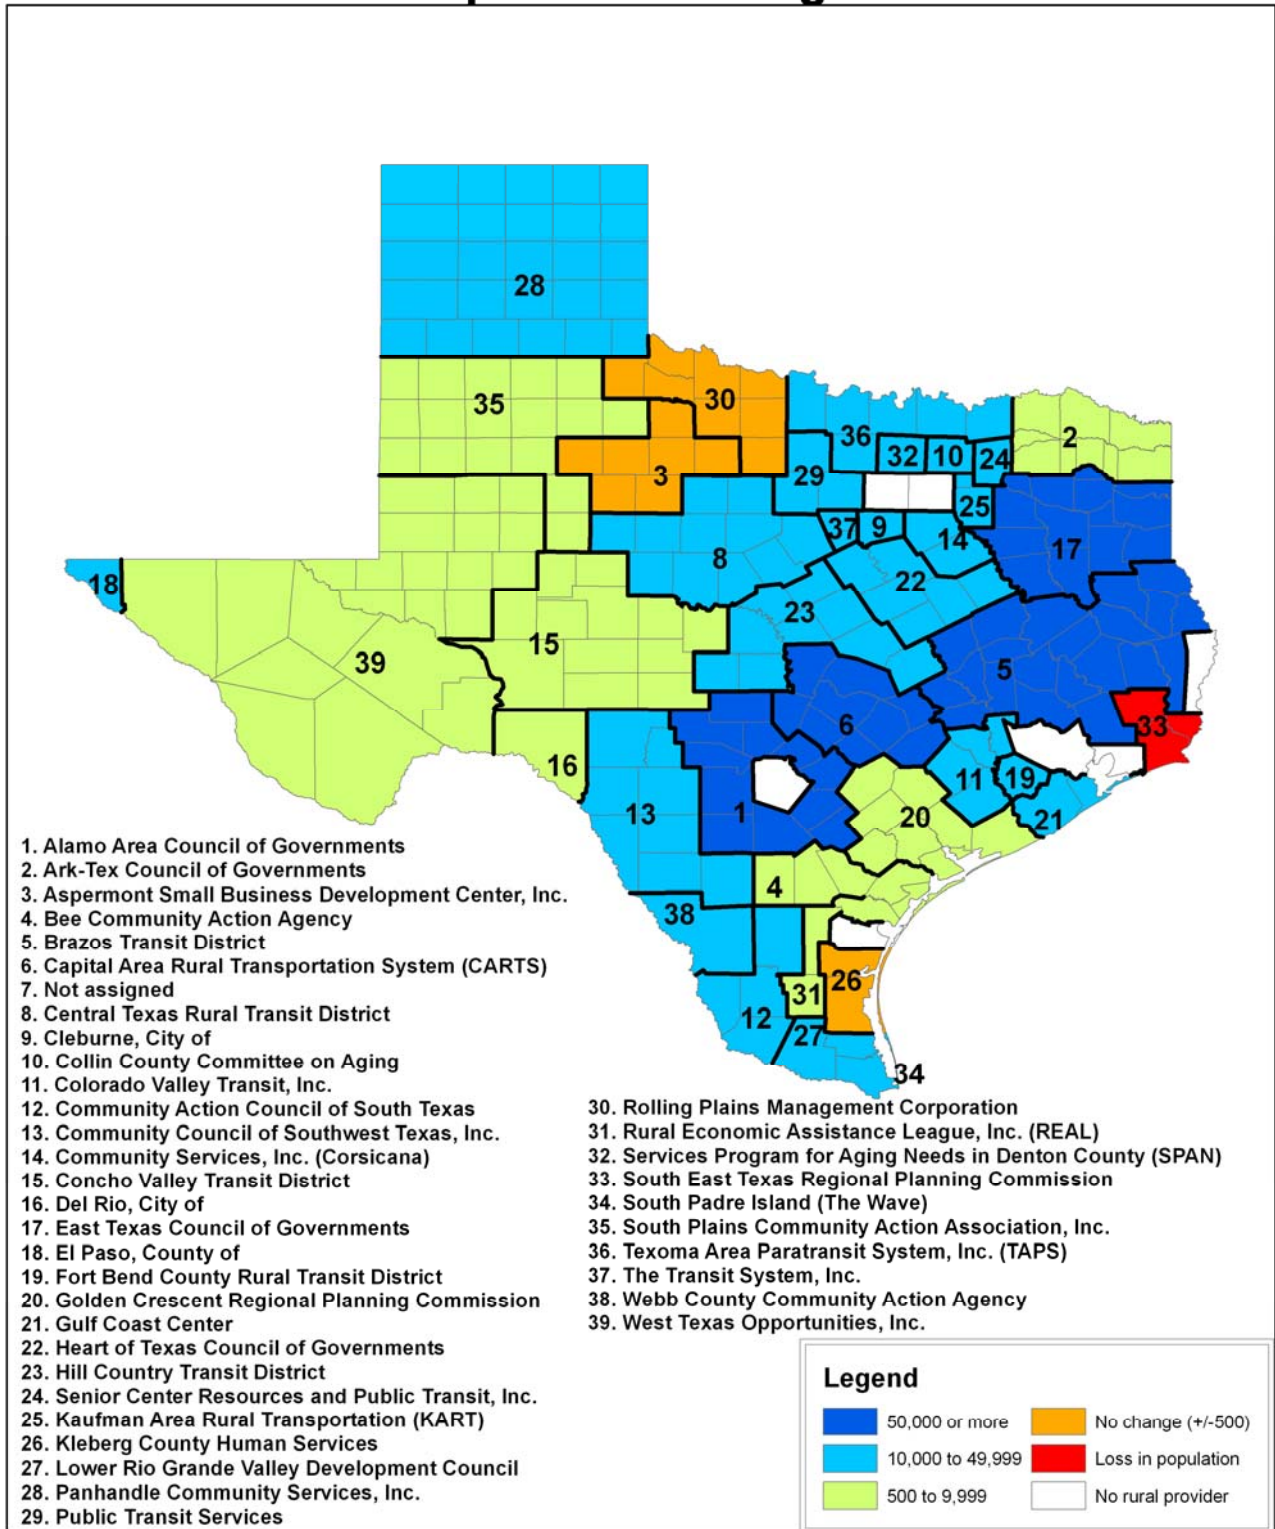 28
35
30
3
36
32
10
24
2
29
25
37
9
14
17
8
22
18
23
15
5
39
6
33
16
11
19
13
1
20
21
4
38
26
31
12
27
34
1. Alamo Area Council of Governments
2. Ark-Tex Council of Governments
3. Aspermont Small Business Development Center, Inc.
4. Bee Community Action Agency
5. Brazos Transit District
6. Capital Area Rural Transportation System (CARTS)
7. Not assigned
8. Central Texas Rural Transit District
9. Cleburne, City of
10. Collin County Committee on Aging
11. Colorado Valley Transit, Inc.
12. Community Action Council of South Texas
13. Community Council of Southwest Texas, Inc.
14. Community Services, Inc. (Corsicana)
15. Concho Valley Transit District
16. Del Rio, City of
17. East Texas Council of Governments
18. El Paso, County of
19. Fort Bend County Rural Transit District
20. Golden Crescent Regional Planning Commission
21. Gulf Coast Center
22. Heart of Texas Council of Governments
23. Hill Country Transit District
24. Senior Center Resources and Public Transit, Inc.
25. Kaufman Area Rural Transportation (KART)
26. Kleberg County Human Services
27. Lower Rio Grande Valley Development Council
28. Panhandle Community Services, Inc.
29. Public Transit Services
30. Rolling Plains Management Corporation
31. Rural Economic Assistance League, Inc. (REAL)
32. Services Program for Aging Needs in Denton County (SPAN)
33. South East Texas Regional Planning Commission
34. South Padre Island (The Wave)
35. South Plains Community Action Association, Inc.
36. Texoma Area Paratransit System, Inc. (TAPS)
37. The Transit System, Inc.
38. Webb County Community Action Agency
39. West Texas Opportunities, Inc.
Legend
50,000 or more
10,000 to 49,999
500 to 9,999
No change (+/-500)
Loss in population
No rural provider